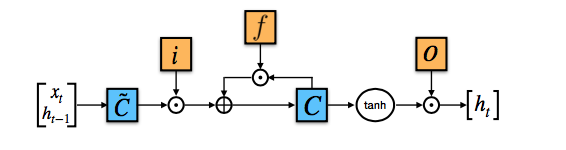 f
i
O
x_t
h_{t-1}
C̃
C
tanh
[h_t]